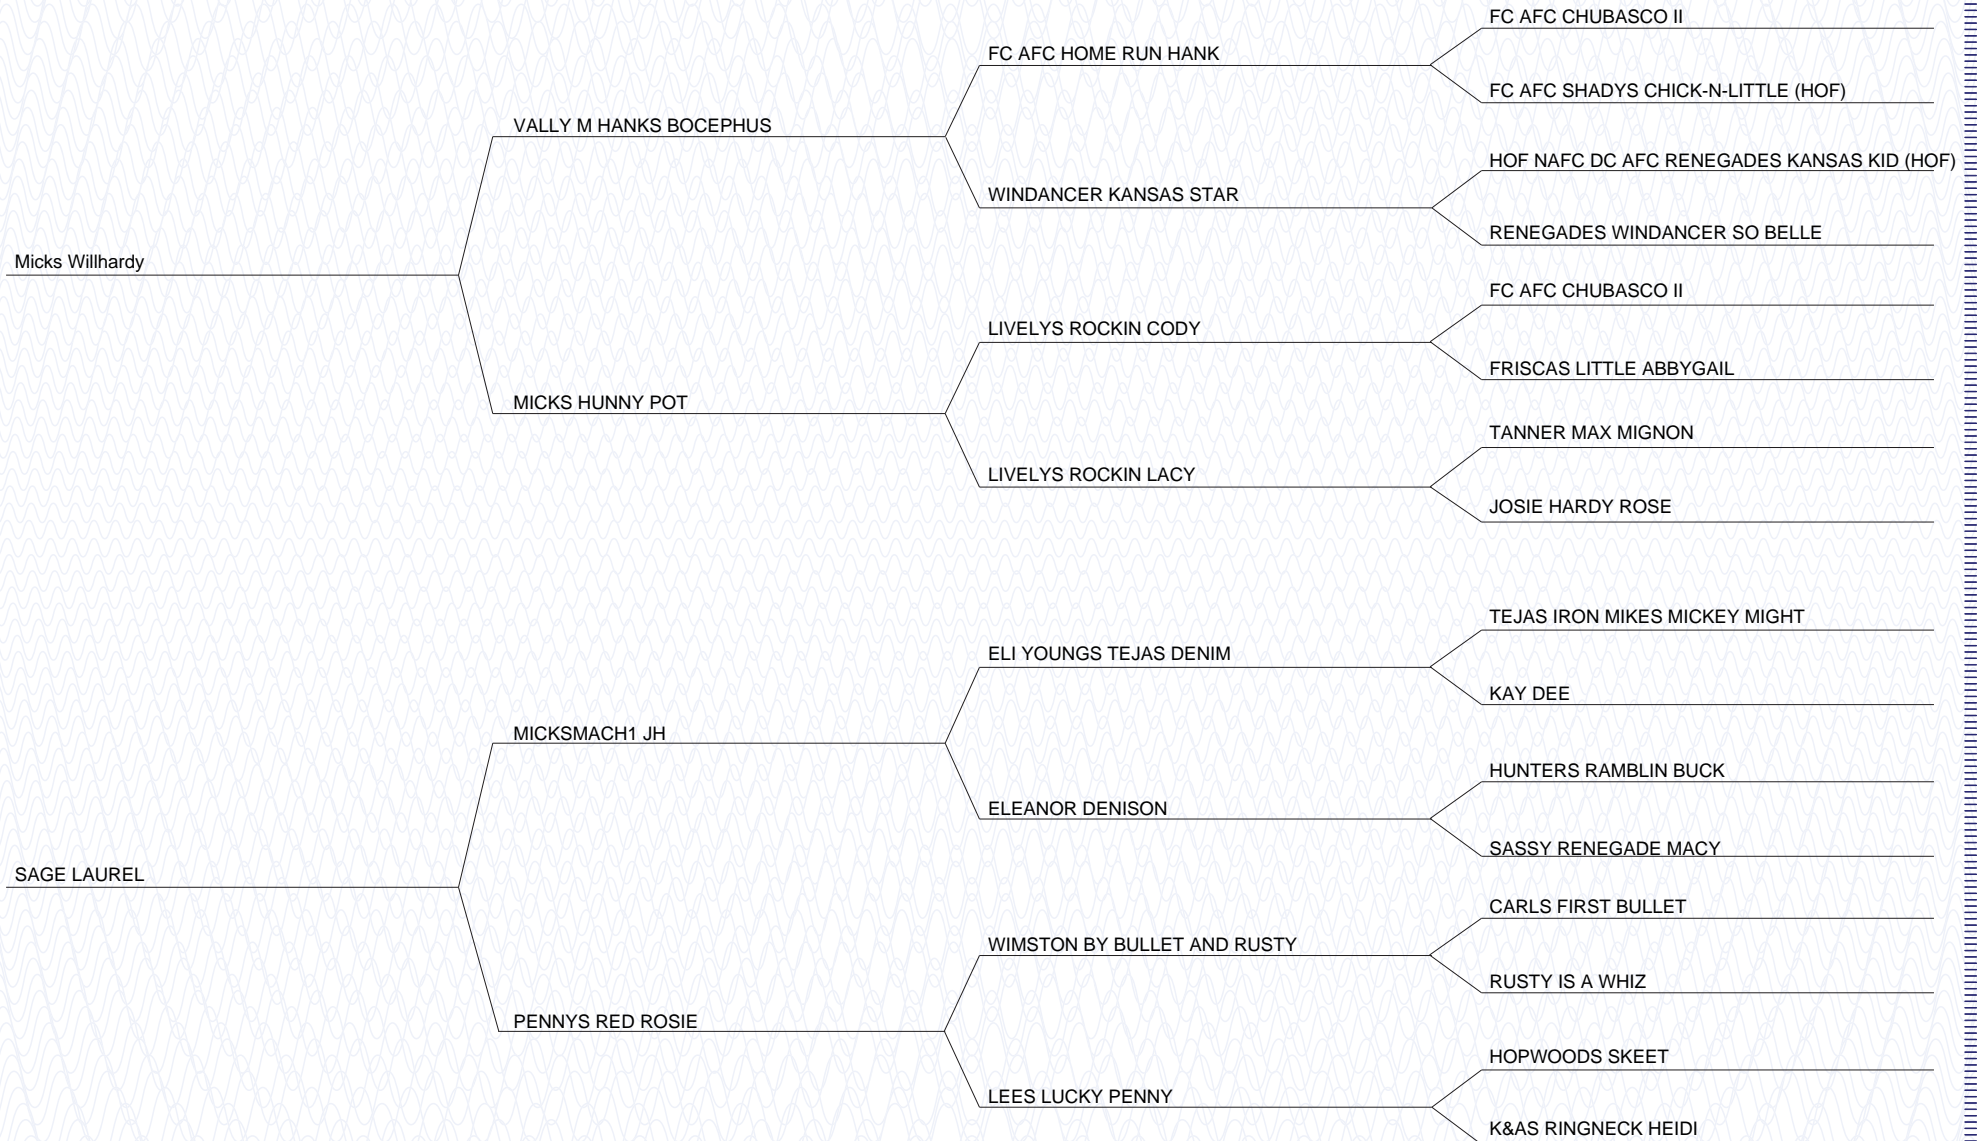 FC AFC CHUBASCO II
FC AFC HOME RUN HANK
FC AFC SHADYS CHICK-N-LITTLE (HOF)
VALLY M HANKS BOCEPHUS
HOF NAFC DC AFC RENEGADES KANSAS KID (HOF)
WINDANCER KANSAS STAR
RENEGADES WINDANCER SO BELLE
Micks Willhardy
FC AFC CHUBASCO II
LIVELYS ROCKIN CODY
FRISCAS LITTLE ABBYGAIL
MICKS HUNNY POT
TANNER MAX MIGNON
LIVELYS ROCKIN LACY
JOSIE HARDY ROSE
TEJAS IRON MIKES MICKEY MIGHT
ELI YOUNGS TEJAS DENIM
KAY DEE
MICKSMACH1 JH
HUNTERS RAMBLIN BUCK
ELEANOR DENISON
SASSY RENEGADE MACY
SAGE LAUREL
CARLS FIRST BULLET
WIMSTON BY BULLET AND RUSTY
RUSTY IS A WHIZ
PENNYS RED ROSIE
HOPWOODS SKEET
LEES LUCKY PENNY
K&AS RINGNECK HEIDI